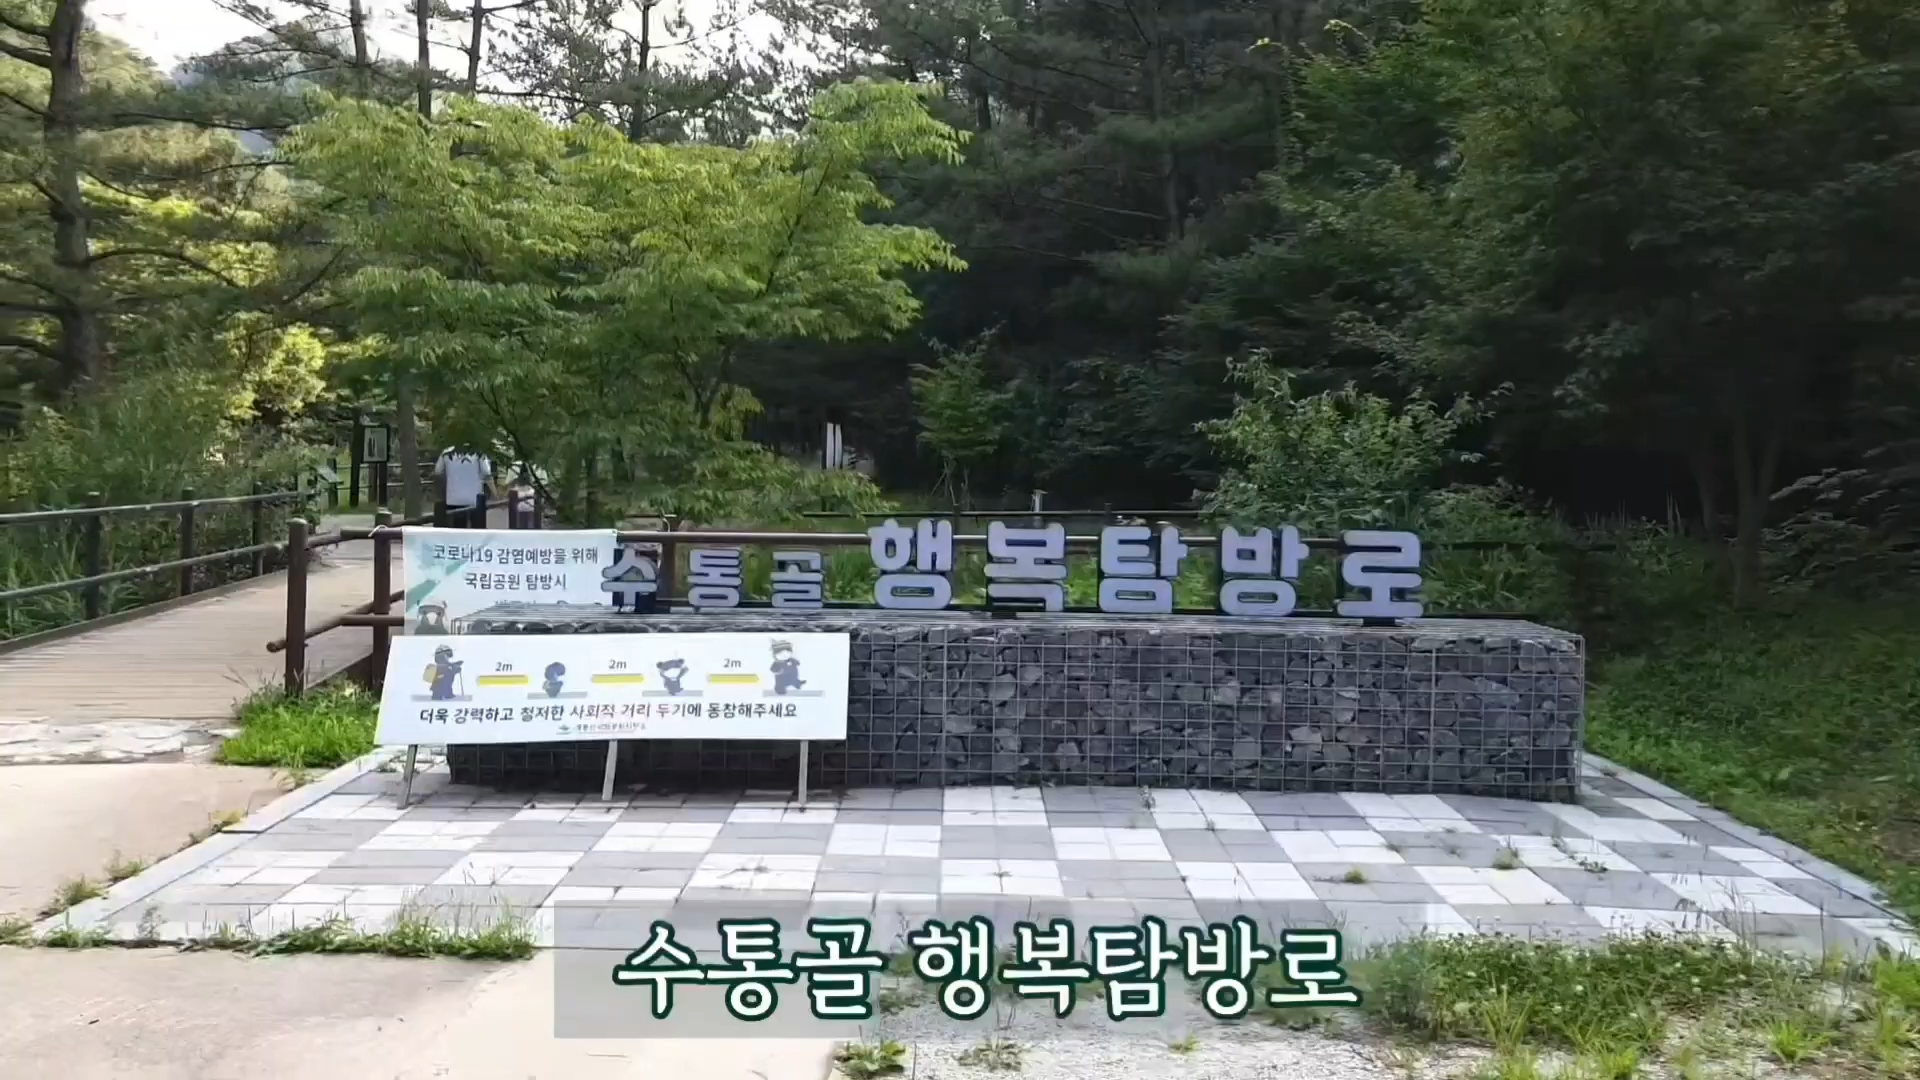 코로나19 감염예방을 위해
국립공원 탐방시
수통골 행복탐방로
2m 2m 2m
더욱 강력하고 철저한 사회적 거리 두기에 동참해주세요
수통골 행복탐방로